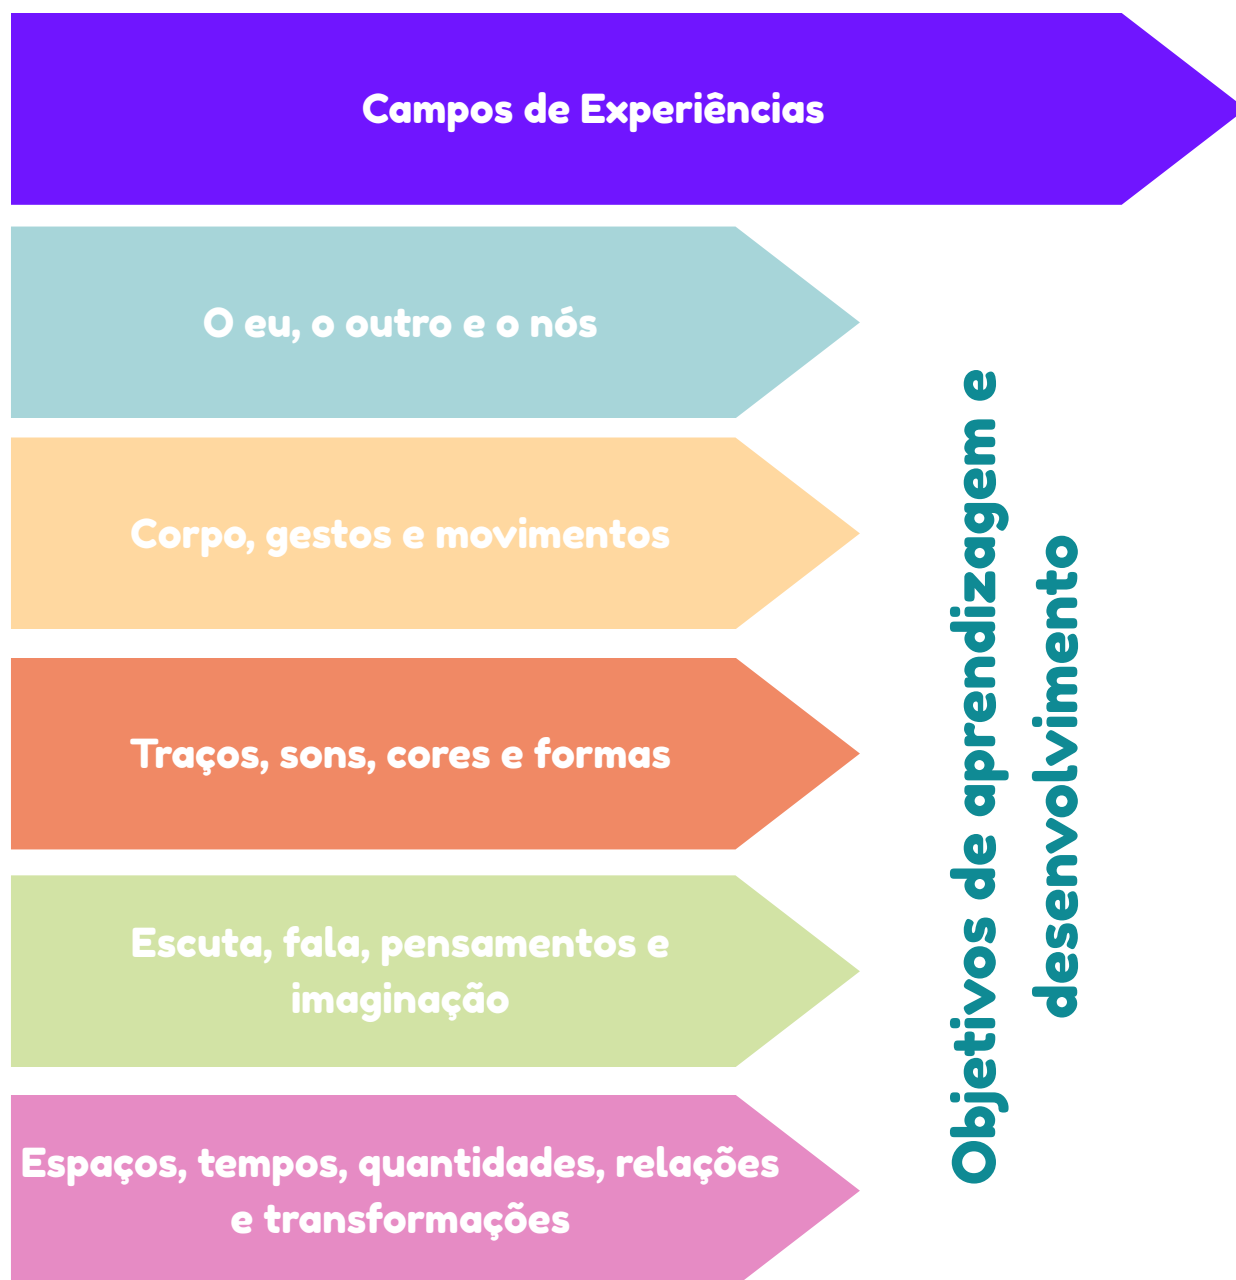 Campos de Experiências
O eu, o outro e o nós
Corpo, gestos e movimentos
Traços, sons, cores e formas
Escuta, fala, pensamentos e
imaginação
Espaços, tempos, quantidades, relações
e transformações
Objetivos de aprendizagem e
desenvolvimento